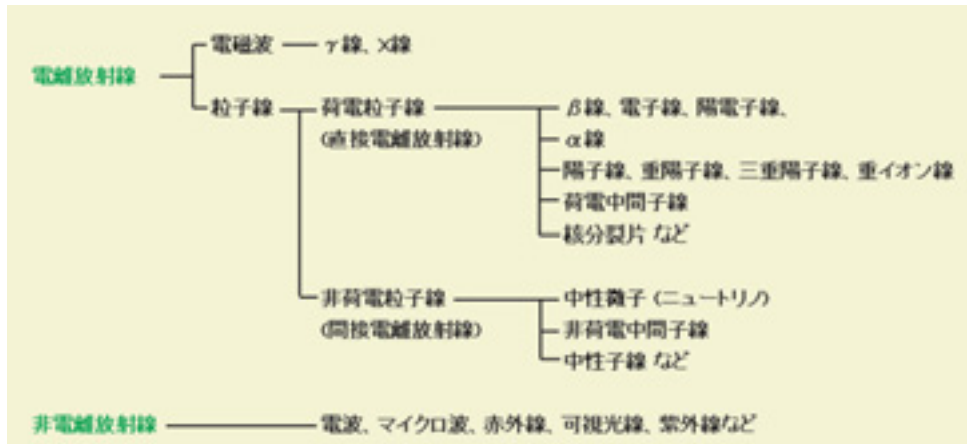 電離放射線
電磁波 γ線、X線
粒子線 荷電粒子線 β線、電子線、陽電子線、
(直接電離放射線) α線
陽子線、重陽子線、三重陽子線、重イオン線
荷電中間子線
核分裂片 など
非荷電粒子線 中性微子 (ニュートリノ)
(間接電離放射線) 非荷電中間子線
中性子線 など
非電離放射線 電波、マイクロ波、赤外線、可視光線、紫外線など